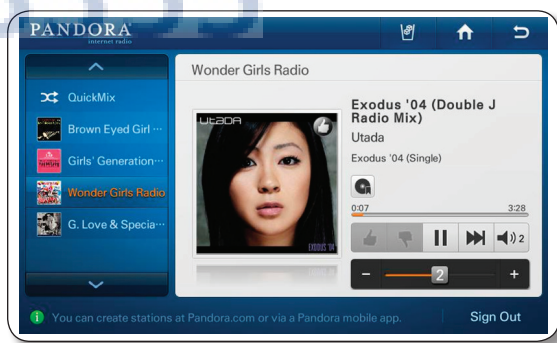 PANDORA
internet radio
QuickMix
Brown Eyed Girl ···
Girls' Generation···
Wonder Girls Radio
G. Love & Specia···
Wonder Girls Radio
UtaDA
EXODUS '04
Exodus '04 (Double J
Radio Mix)
Utada
Exodus '04 (Single)
0:07
3:28
2
- 2 +
You can create stations at Pandora.com or via a Pandora mobile app.
Sign Out